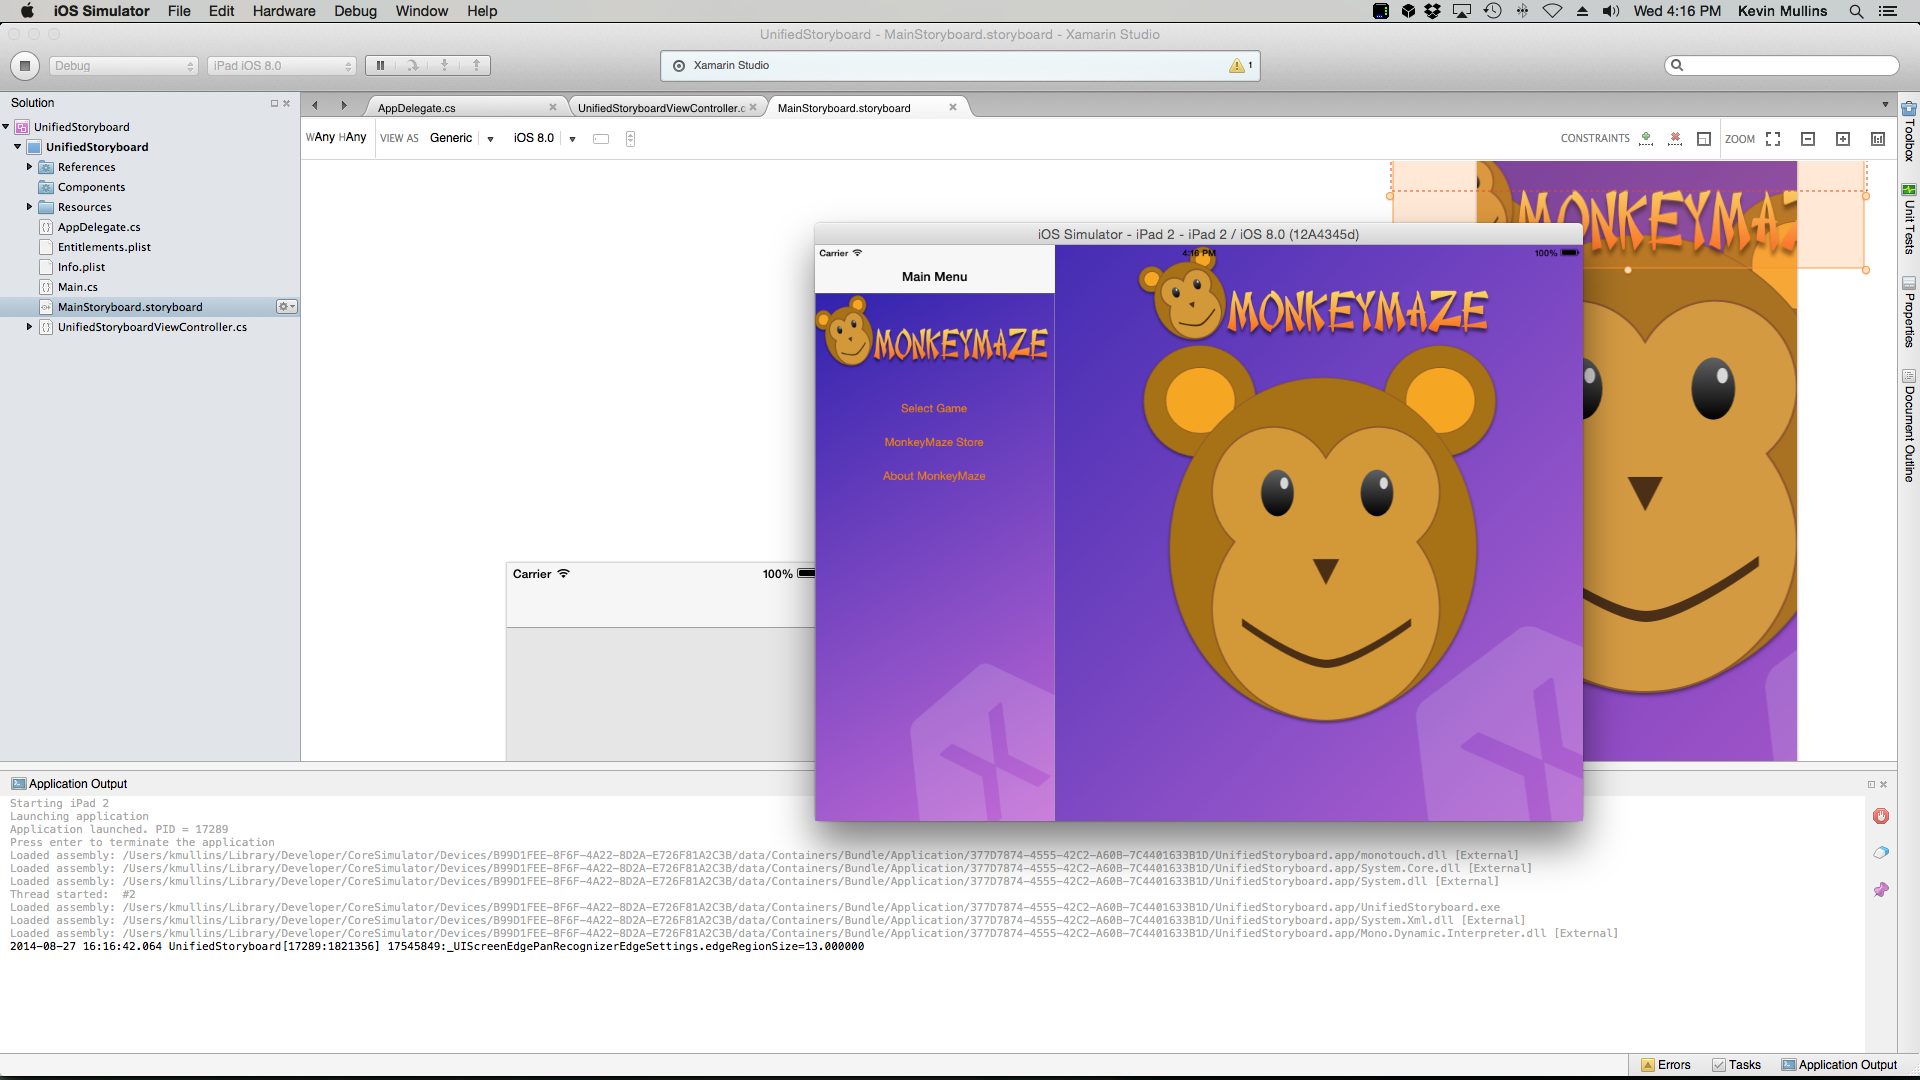 iOS Simulator File Edit Hardware Debug Window Help Wed 4:16 PM Kevin Mullins
UnifiedStoryboard - MainStoryboard.storyboard - Xamarin Studio
Debug iPad iOS 8.0 Xamarin Studio 1
Solution
AppDelegate.cs UnifiedStoryboardViewController.c MainStoryboard.storyboard
UnifiedStoryboard
UnifiedStoryboard
References
Components
Resources
AppDelegate.cs
Entitlements.plist
Info.plist
Main.cs
MainStoryboard.storyboard
UnifiedStoryboardViewController.cs
wAny hAny VIEW AS Generic iOS 8.0 CONSTRAINTS ZOOM
MONKEYMAZ
iOS Simulator - iPad 2 - iPad 2 / iOS 8.0 (12A4345d)
Carrier 4:16 PM 100%
Main Menu
MONKEYMAZE
MONKEYMAZE
Select Game
MonkeyMaze Store
About MonkeyMaze
Carrier 100%
Toolbox
Unit Tests
Properties
Document Outline
Application Output
Starting iPad 2
Launching application
Application launched. PID = 17289
Press enter to terminate the application
Loaded assembly: /Users/kmullins/Library/Developer/CoreSimulator/Devices/B99D1FEE-8F6F-4A22-8D2A-E726F81A2C3B/data/Containers/Bundle/Application/377D7874-4555-42C2-A60B-7C4401633B1D/UnifiedStoryboard.app/monotouch.dll [External]
Loaded assembly: /Users/kmullins/Library/Developer/CoreSimulator/Devices/B99D1FEE-8F6F-4A22-8D2A-E726F81A2C3B/data/Containers/Bundle/Application/377D7874-4555-42C2-A60B-7C4401633B1D/UnifiedStoryboard.app/System.Core.dll [External]
Loaded assembly: /Users/kmullins/Library/Developer/CoreSimulator/Devices/B99D1FEE-8F6F-4A22-8D2A-E726F81A2C3B/data/Containers/Bundle/Application/377D7874-4555-42C2-A60B-7C4401633B1D/UnifiedStoryboard.app/System.dll [External]
Thread started: #2
Loaded assembly: /Users/kmullins/Library/Developer/CoreSimulator/Devices/B99D1FEE-8F6F-4A22-8D2A-E726F81A2C3B/data/Containers/Bundle/Application/377D7874-4555-42C2-A60B-7C4401633B1D/UnifiedStoryboard.app/UnifiedStoryboard.exe
Loaded assembly: /Users/kmullins/Library/Developer/CoreSimulator/Devices/B99D1FEE-8F6F-4A22-8D2A-E726F81A2C3B/data/Containers/Bundle/Application/377D7874-4555-42C2-A60B-7C4401633B1D/UnifiedStoryboard.app/System.Xml.dll [External]
Loaded assembly: /Users/kmullins/Library/Developer/CoreSimulator/Devices/B99D1FEE-8F6F-4A22-8D2A-E726F81A2C3B/data/Containers/Bundle/Application/377D7874-4555-42C2-A60B-7C4401633B1D/UnifiedStoryboard.app/Mono.Dynamic.Interpreter.dll [External]
2014-08-27 16:16:42.064 UnifiedStoryboard[17289:1821356] 17545849:_UIScreenEdgePanRecognizerEdgeSettings.edgeRegionSize=13.000000
Errors Tasks Application Output